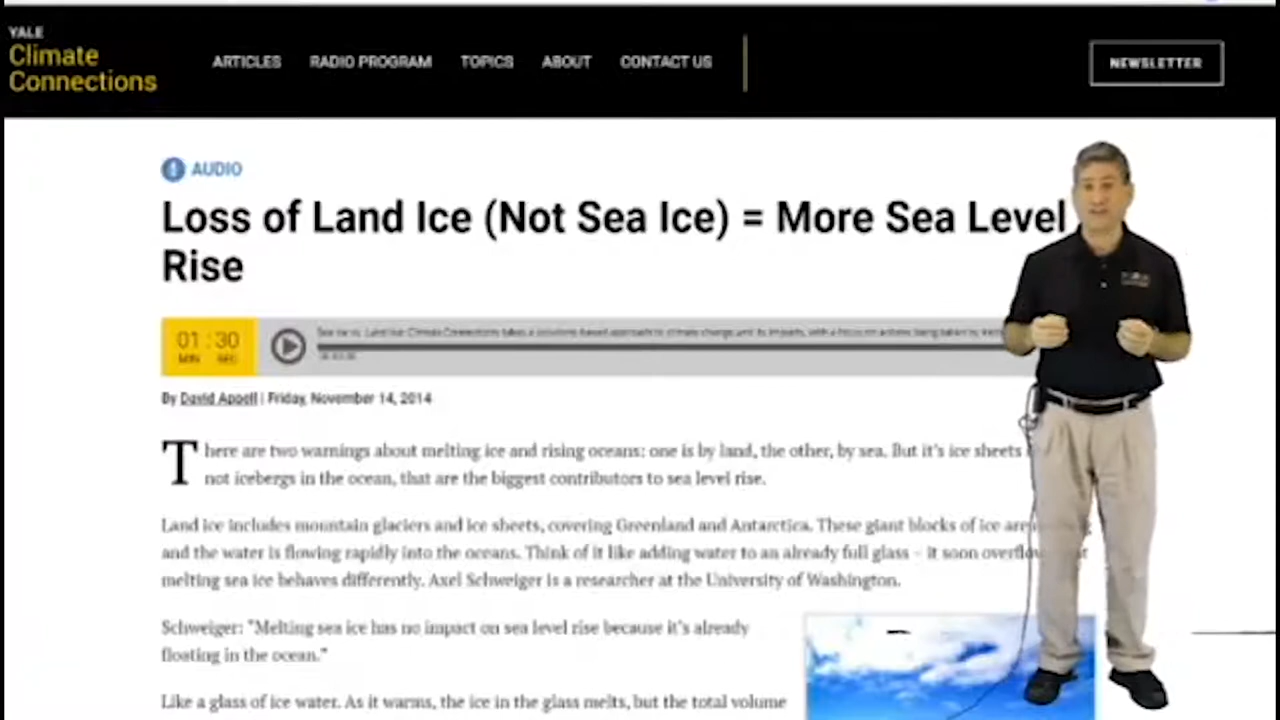 YALE
Climate
Connections
ARTICLES RADIO PROGRAM TOPICS ABOUT CONTACT US
NEWSLETTER
AUDIO
Loss of Land Ice (Not Sea Ice) = More Sea Level
Rise
01 : 30
MIN SEC
By David Appell | Friday, November 14, 2014
There are two warnings about melting ice and rising oceans: one is by land, the other, by sea. But it's ice sheets
not icebergs in the ocean, that are the biggest contributors to sea level rise.
Land ice includes mountain glaciers and ice sheets, covering Greenland and Antarctica. These giant blocks of ice are
and the water is flowing rapidly into the oceans. Think of it like adding water to an already full glass – it soon
melting sea ice behaves differently. Axel Schweiger is a researcher at the University of Washington.
Schweiger: "Melting sea ice has no impact on sea level rise because it's already
floating in the ocean."
Like a glass of ice water. As it warms, the ice in the glass melts, but the total volume